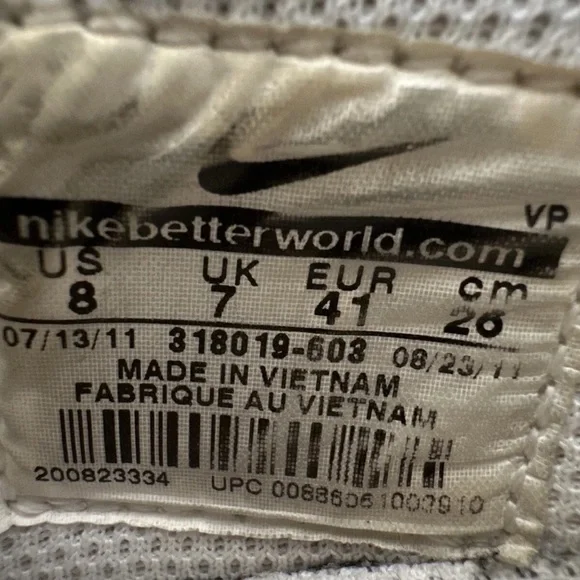 VP
nikebetterworld.com
US UK EUR cm
8 7 41 26
07/13/11 318019-603 08/23/11
MADE IN VIETNAM
FABRIQUE AU VIETNAM
200823334 UPC